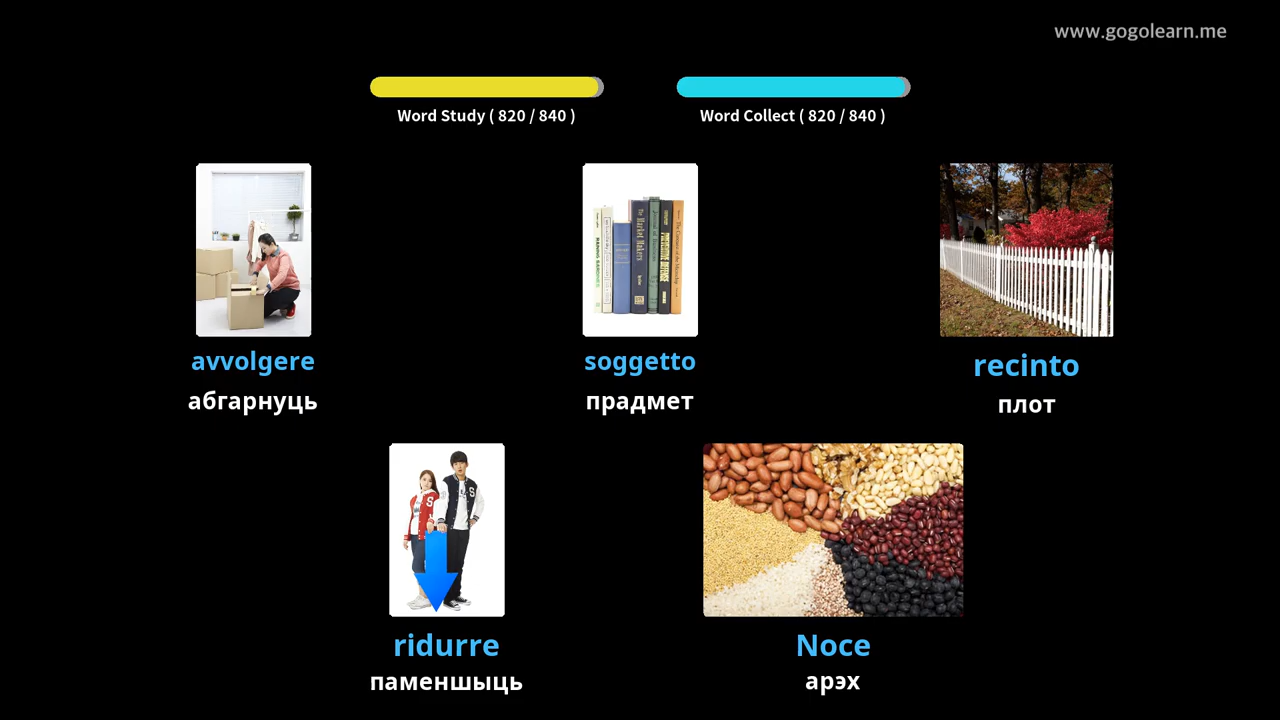 www.gogolearn.me
Word Study ( 820 / 840 )
Word Collect ( 820 / 840 )
avvolgere
абгарнуць
soggetto
прадмет
recinto
плот
ridurre
паменшыць
Noce
арэх